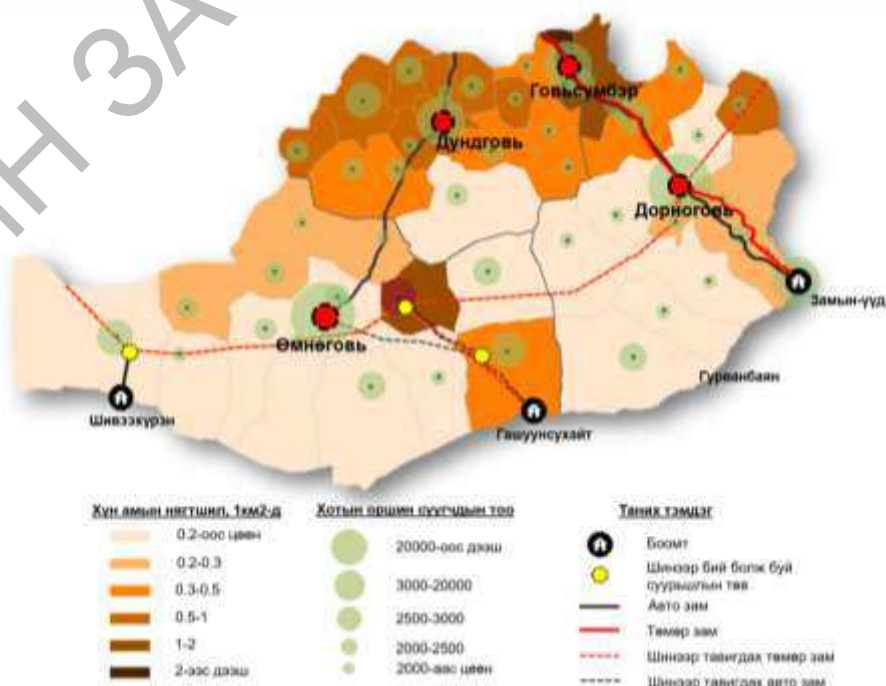 ИН ЗА
Говьсүмбэр
Дундговь
Дорноговь
Замын-үүд
Өмнөговь
Гурванбаян
Шивээхүрэн
Гашуунсухайт
Хүн амын нягтшил, 1км2-д
0.2-оос цөөн
0.2-0.3
0.3-0.5
0.5-1
1-2
2-ээс дээш
Хотын оршин суугчдын тоо
20000-оос дээш
3000-20000
2500-3000
2000-2500
2000-аас цөөн
Таних тэмдэг
Боомт
Шинээр бий болж буй
суурьшлын төв
Авто зам
Төмөр зам
Шинээр тавигдах төмөр зам
Шинээр тавигдах авто зам